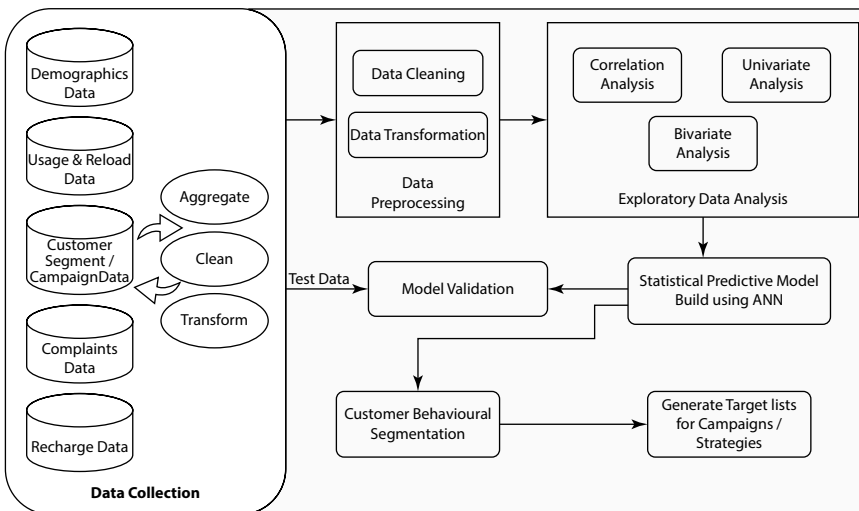 Demographics
Data
Usage & Reload
Data
Customer
Segment /
CampaignData
Complaints
Data
Recharge Data
Aggregate
Clean
Transform
Data Collection
Data Cleaning
Data Transformation
Data
Preprocessing
Correlation
Analysis
Univariate
Analysis
Bivariate
Analysis
Exploratory Data Analysis
Test Data
Model Validation
Statistical Predictive Model
Build using ANN
Customer Behavioural
Segmentation
Generate Target lists
for Campaigns /
Strategies